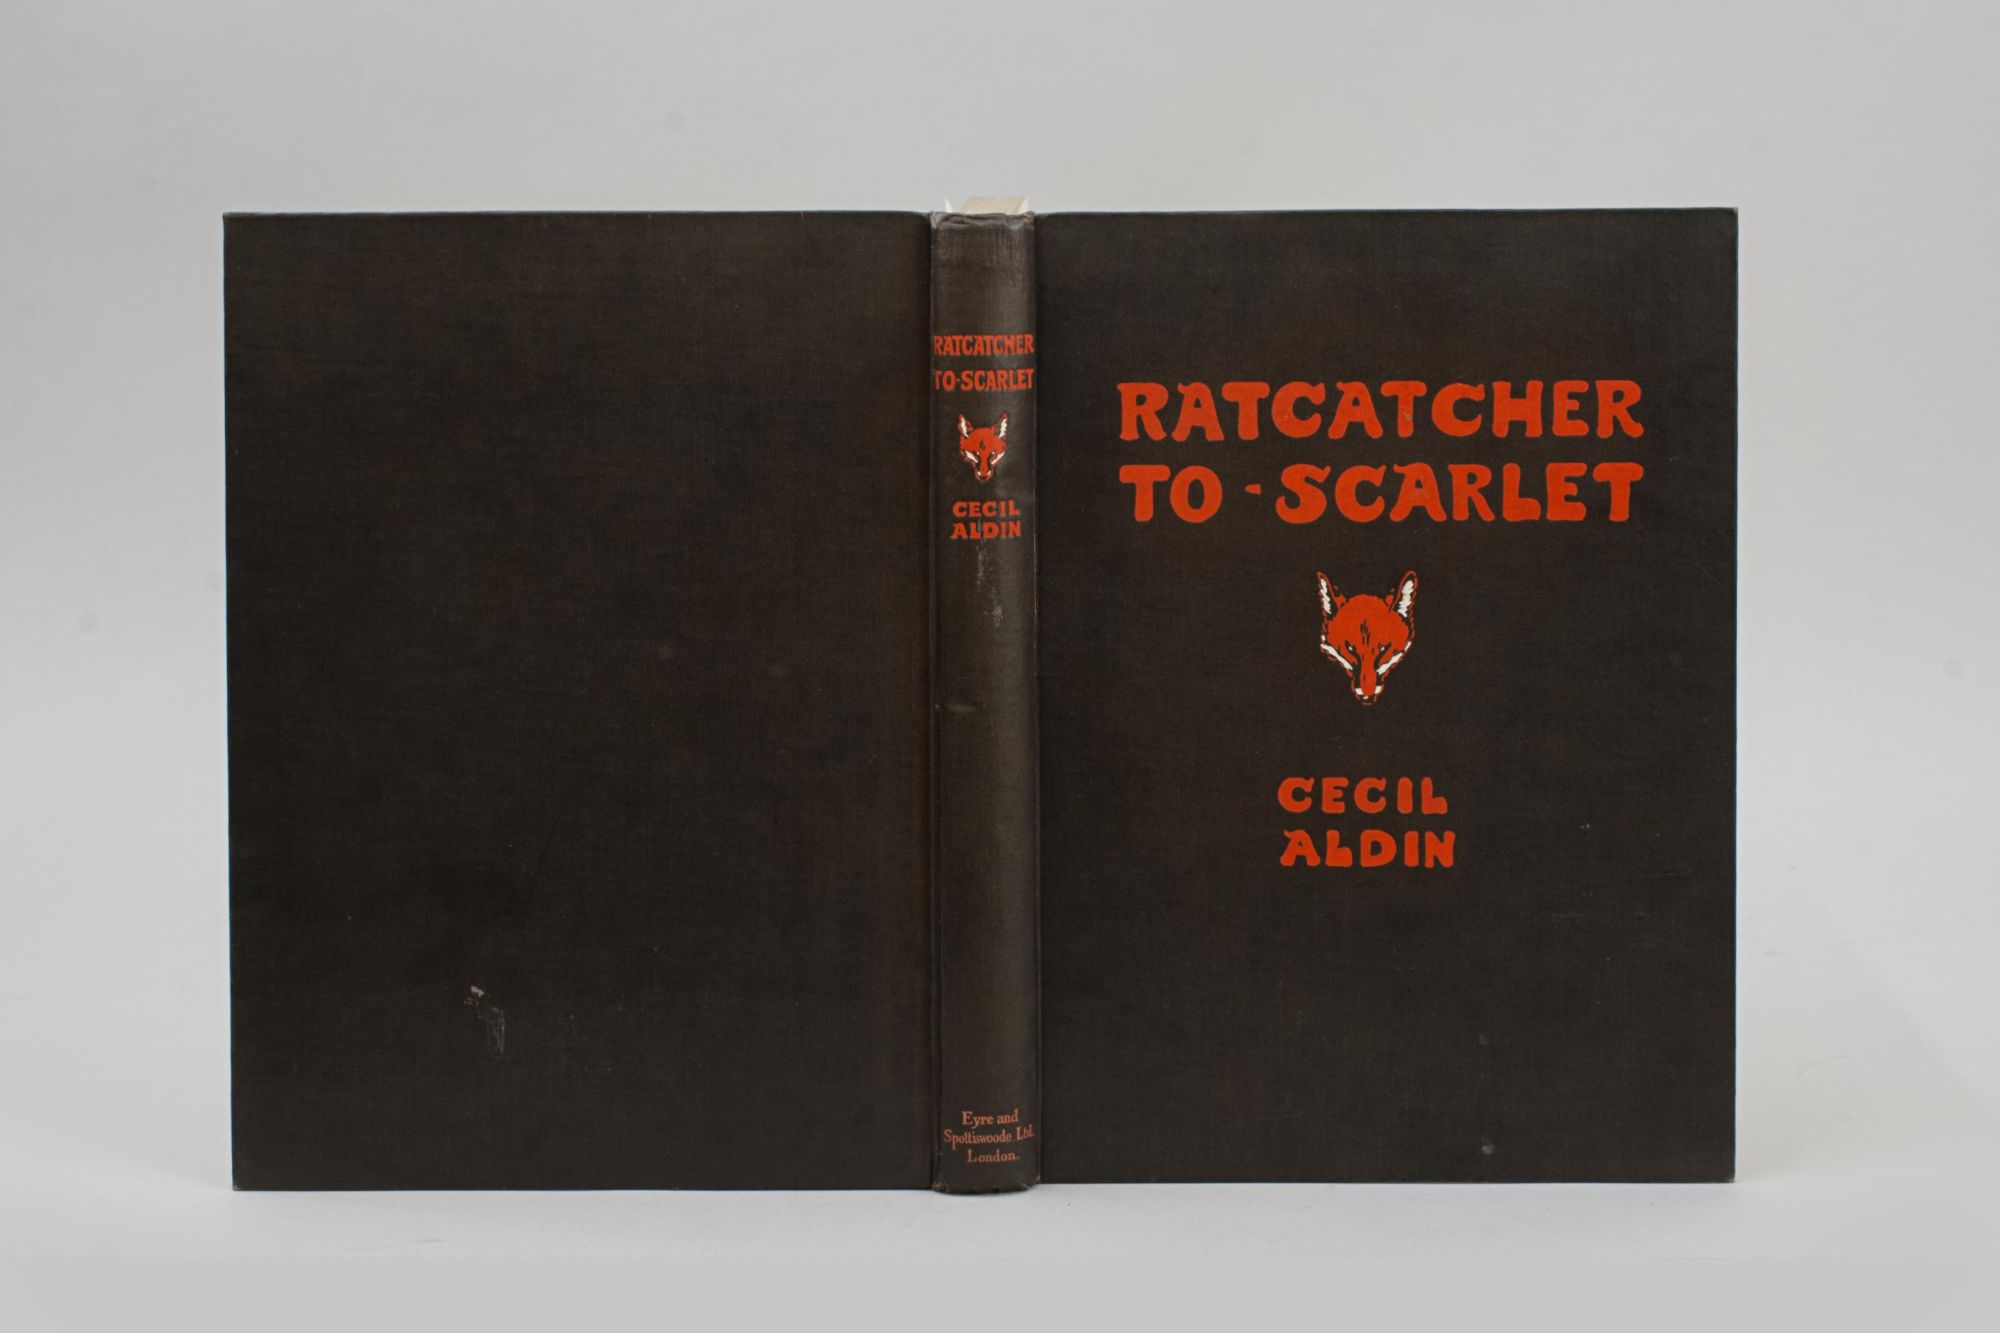 RATCATCHER
TO-SCARLET
CECIL
ALDIN
Eyre and
Spottiswoode Ltd.
London.
RATCATCHER
TO-SCARLET
CECIL
ALDIN